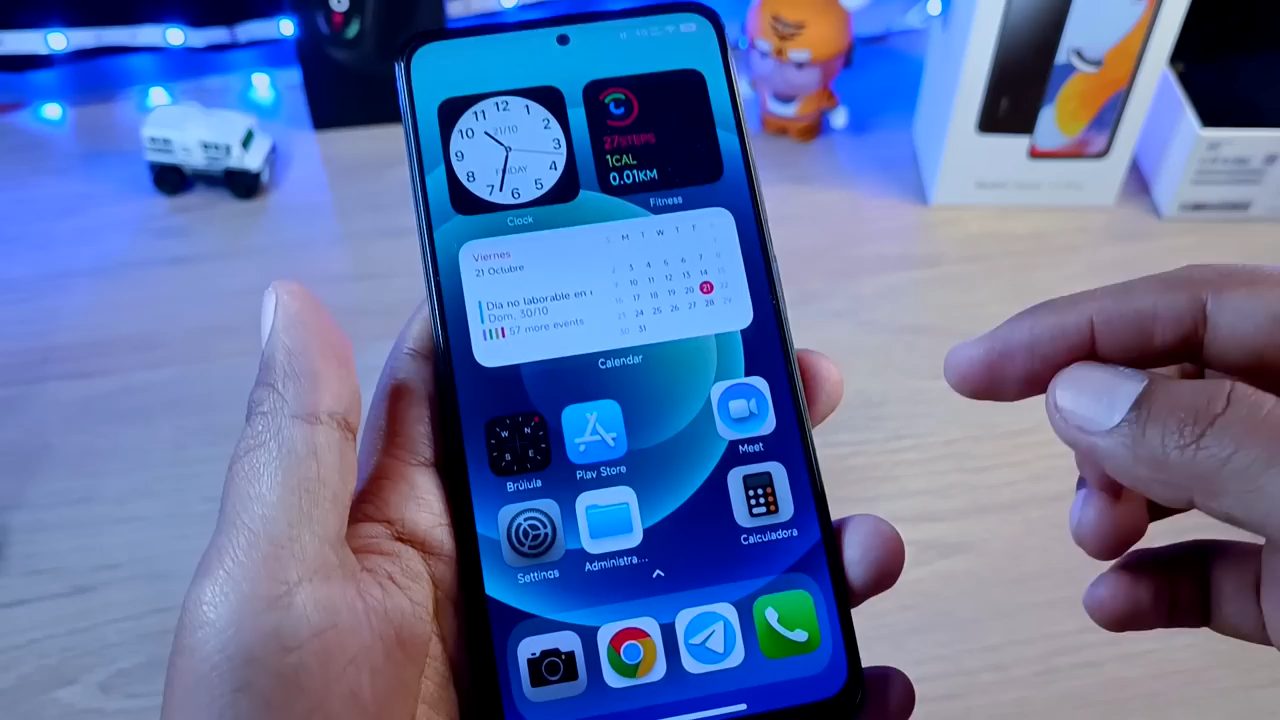 12
11 1
21/10
10 2
9 3
FRIDAY
8 4
7 5
6
Clock
27STEPS
1CAL
0.01KM
Fitness
Viernes
21 Octubre
Día no laborable en
Dom, 30/10
57 more events
S M T W T F S
2 3 4 5 6 7 8
9 10 11 12 13 14 15
16 17 18 19 20 21 22
23 24 25 26 27 28 29
30 31
Calendar
W N
S E
Brújula
Play Store
Meet
Settings
Administra...
Calculadora